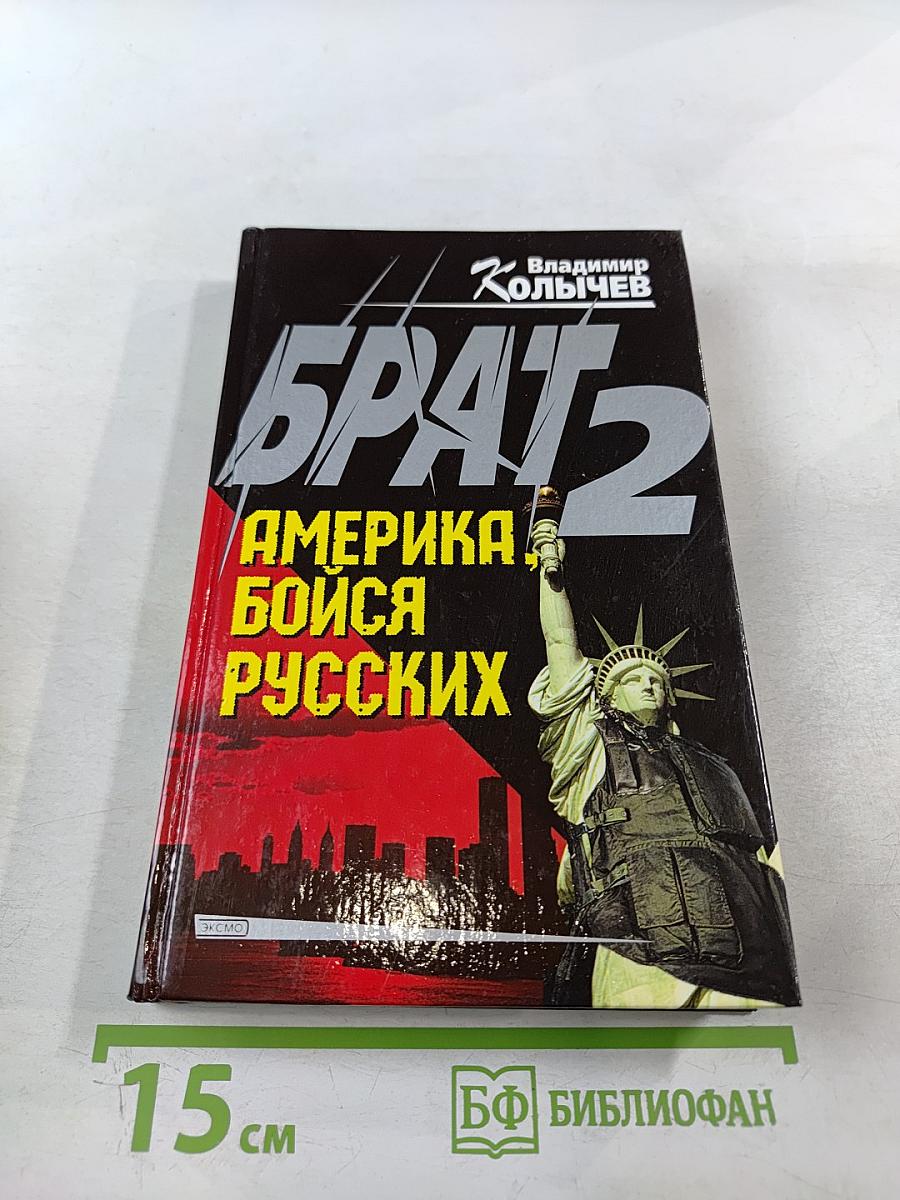 Владимир
Колычев
БРАТ 2
АМЕРИКА,
БОЙСЯ
РУССКИХ
ЭКСМО
15 см
БФ БИБЛИОФАН